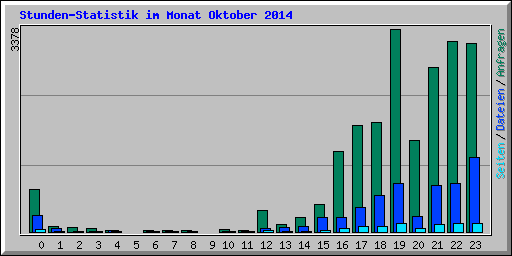 Stunden-Statistik im Monat Oktober 2014
3378
Seiten / Dateien / Anfragen
0 1 2 3 4 5 6 7 8 9 10 11 12 13 14 15 16 17 18 19 20 21 22 23